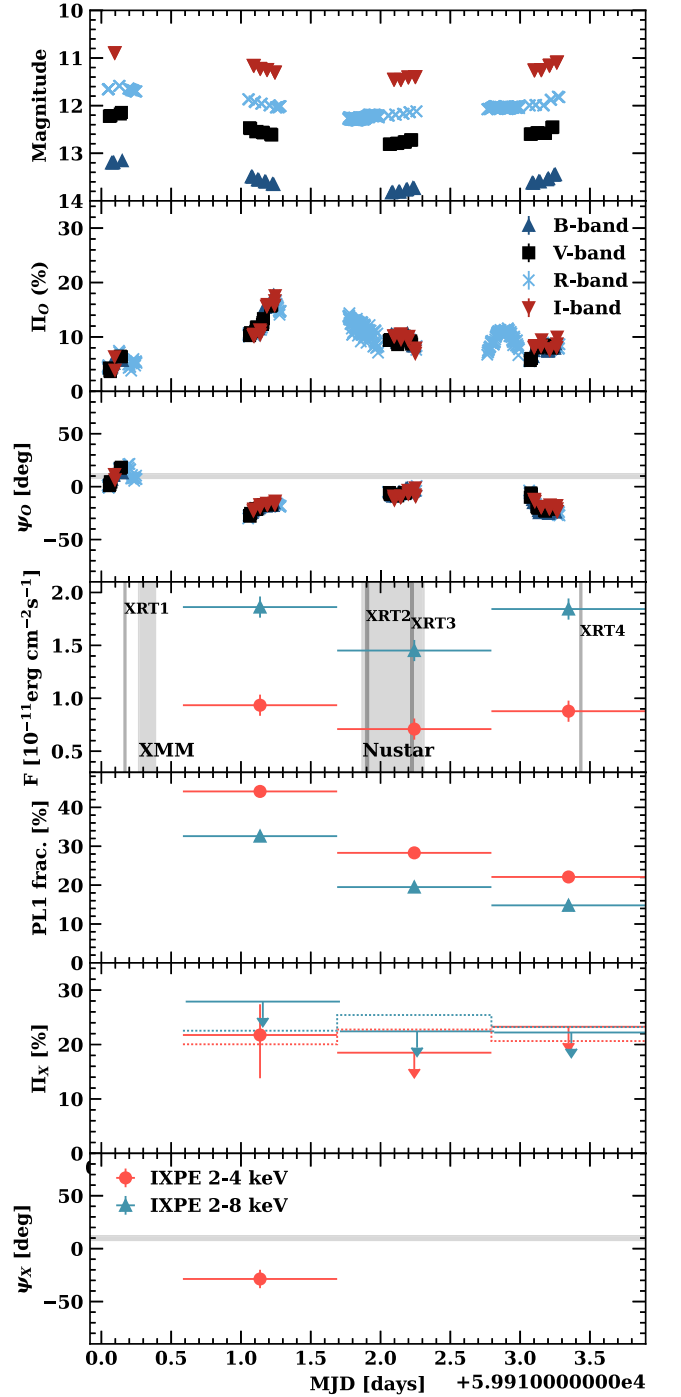 10
11
12
13
14
Magnitude
30
20
10
0
Π_O (%)
B-band
V-band
R-band
I-band
50
0
−50
ψ_O [deg]
2.0
1.5
1.0
0.5
F [10⁻¹¹erg cm⁻²s⁻¹]
XRT1
XRT2
XRT3
XRT4
XMM
Nustar
40
30
20
10
0
PL1 frac. [%]
30
20
10
0
Π_X [%]
IXPE 2-4 keV
IXPE 2-8 keV
50
0
−50
ψ_X [deg]
0.0 0.5 1.0 1.5 2.0 2.5 3.0 3.5
MJD [days]
+5.9910000000e4